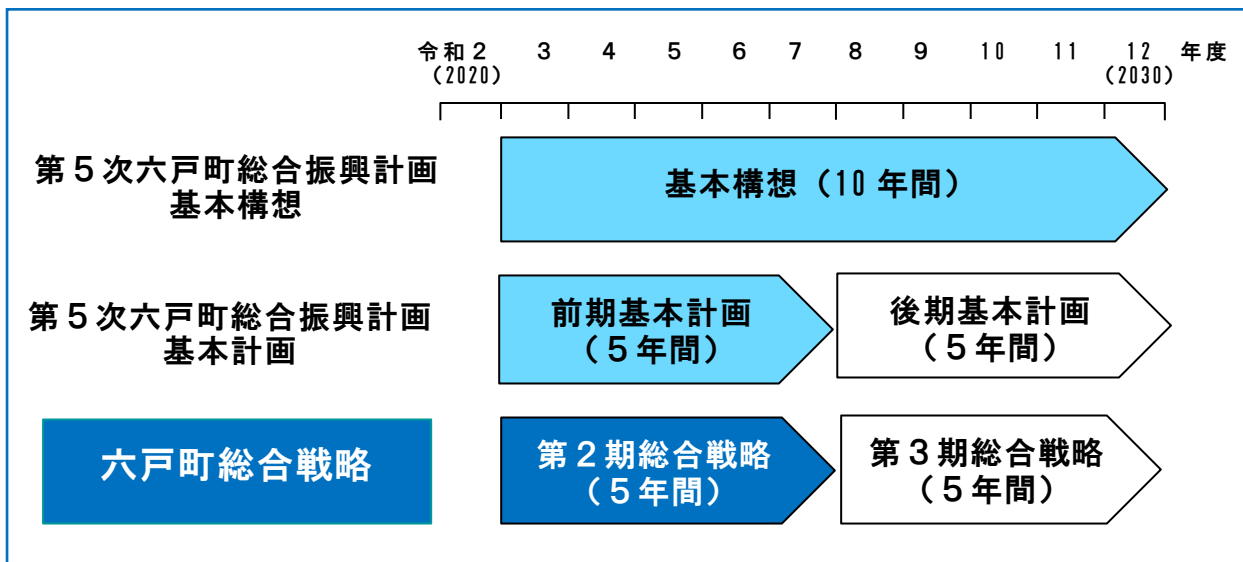 令和２ 3 4 5 6 7 8 9 10 11 12 年度
(2020) (2030)
第５次六戸町総合振興計画
基本構想
基本構想（10 年間）
第５次六戸町総合振興計画
基本計画
前期基本計画
（５年間）
後期基本計画
（５年間）
六戸町総合戦略
第２期総合戦略
（５年間）
第３期総合戦略
（５年間）